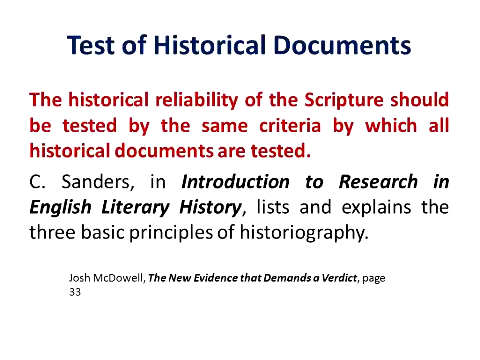 Test of Historical Documents
The historical reliability of the Scripture should
be tested by the same criteria by which all
historical documents are tested.
C. Sanders, in Introduction to Research in
English Literary History, lists and explains the
three basic principles of historiography.
Josh McDowell, The New Evidence that Demands a Verdict, page
33